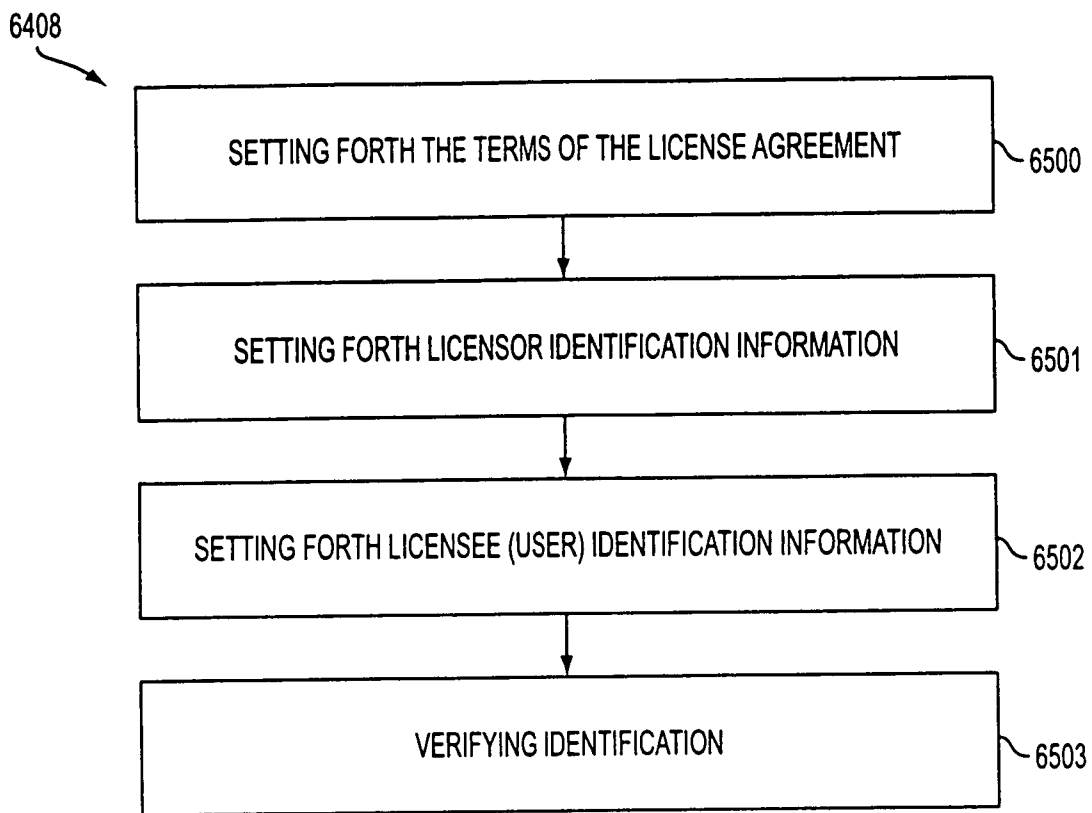 6408
SETTING FORTH THE TERMS OF THE LICENSE AGREEMENT
6500
SETTING FORTH LICENSOR IDENTIFICATION INFORMATION
6501
SETTING FORTH LICENSEE (USER) IDENTIFICATION INFORMATION
6502
VERIFYING IDENTIFICATION
6503